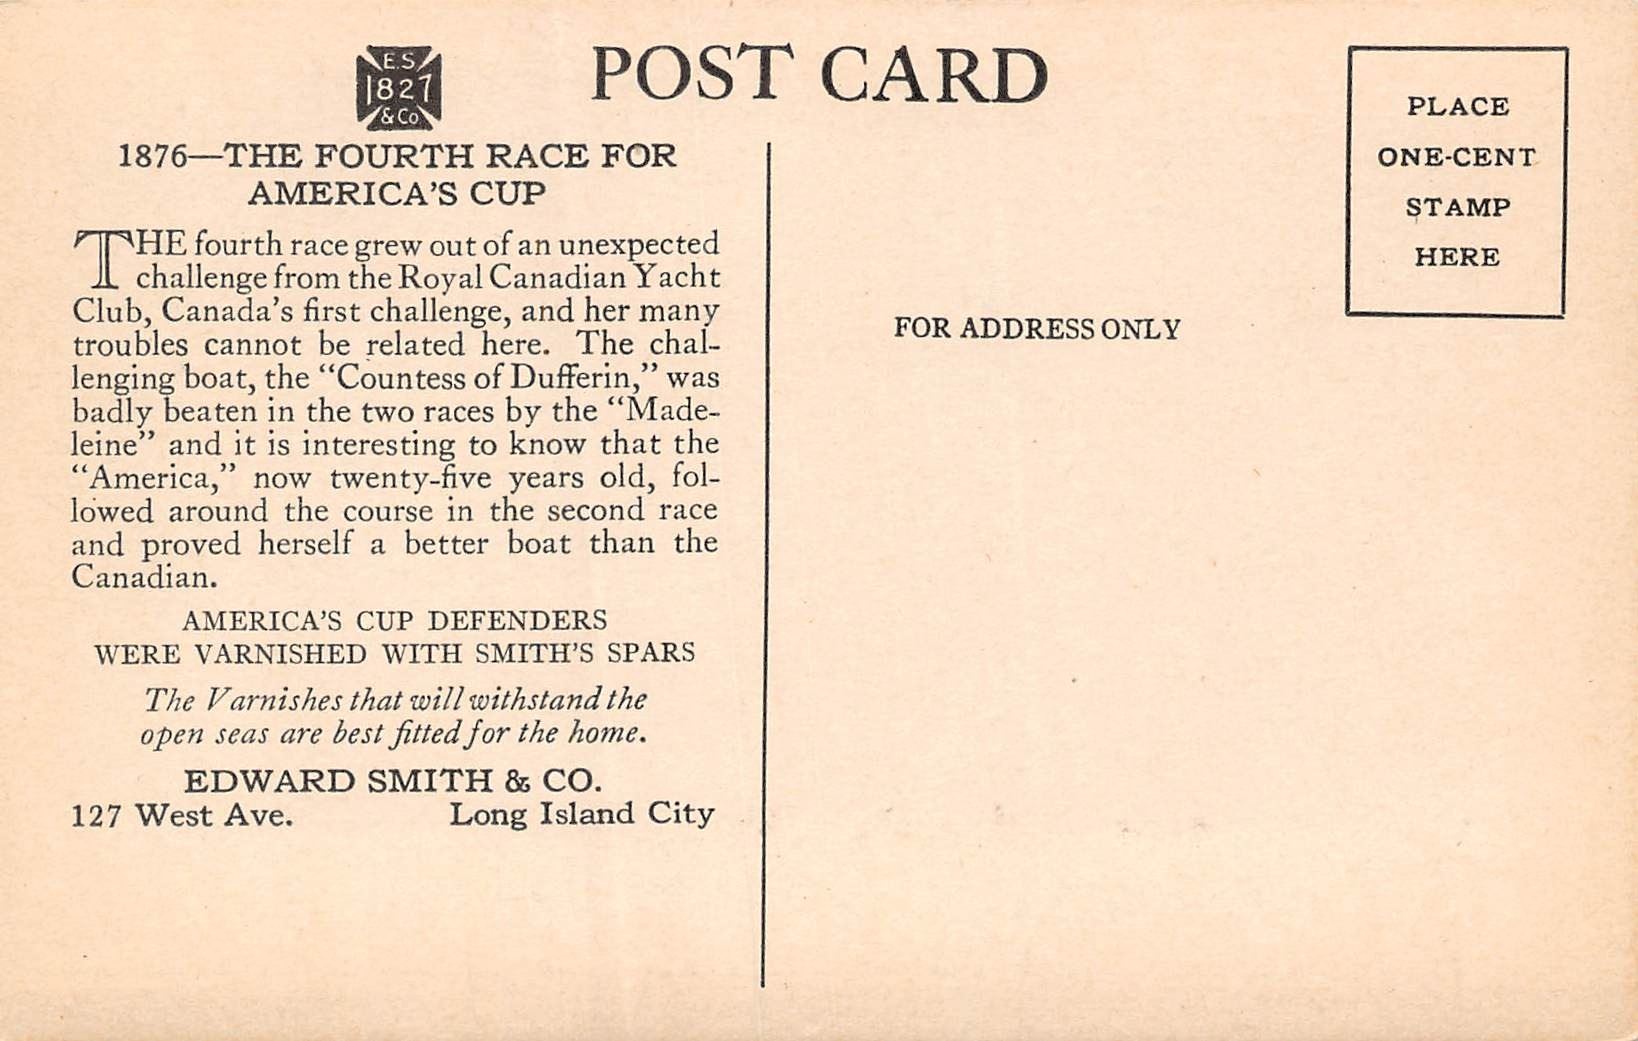 E.S.
1827
& Co
POST CARD
1876—THE FOURTH RACE FOR
AMERICA'S CUP
THE fourth race grew out of an unexpected
challenge from the Royal Canadian Yacht
Club, Canada's first challenge, and her many
troubles cannot be related here. The chal-
lenging boat, the "Countess of Dufferin," was
badly beaten in the two races by the "Made-
leine" and it is interesting to know that the
"America," now twenty-five years old, fol-
lowed around the course in the second race
and proved herself a better boat than the
Canadian.
AMERICA'S CUP DEFENDERS
WERE VARNISHED WITH SMITH'S SPARS
The Varnishes that will withstand the
open seas are best fitted for the home.
EDWARD SMITH & CO.
127 West Ave. Long Island City
FOR ADDRESS ONLY
PLACE
ONE-CENT
STAMP
HERE